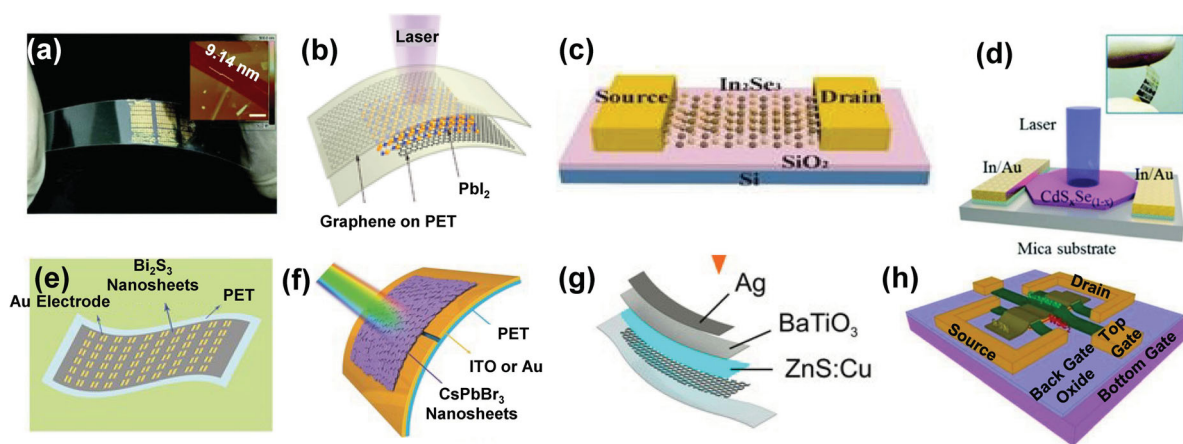 (a)
9.14 nm
(b)
Laser
PbI₂
Graphene on PET
(c)
Source
In₂Se₃
Drain
SiO₂
Si
(d)
Laser
In/Au
In/Au
CdSₓSe₍₁₋ₓ₎
Mica substrate
(e)
Bi₂S₃
Nanosheets
Au Electrode
PET
(f)
PET
ITO or Au
CsPbBr₃
Nanosheets
(g)
Ag
BaTiO₃
ZnS:Cu
(h)
Drain
Source
Top
Gate
Back Gate
Oxide
Bottom Gate